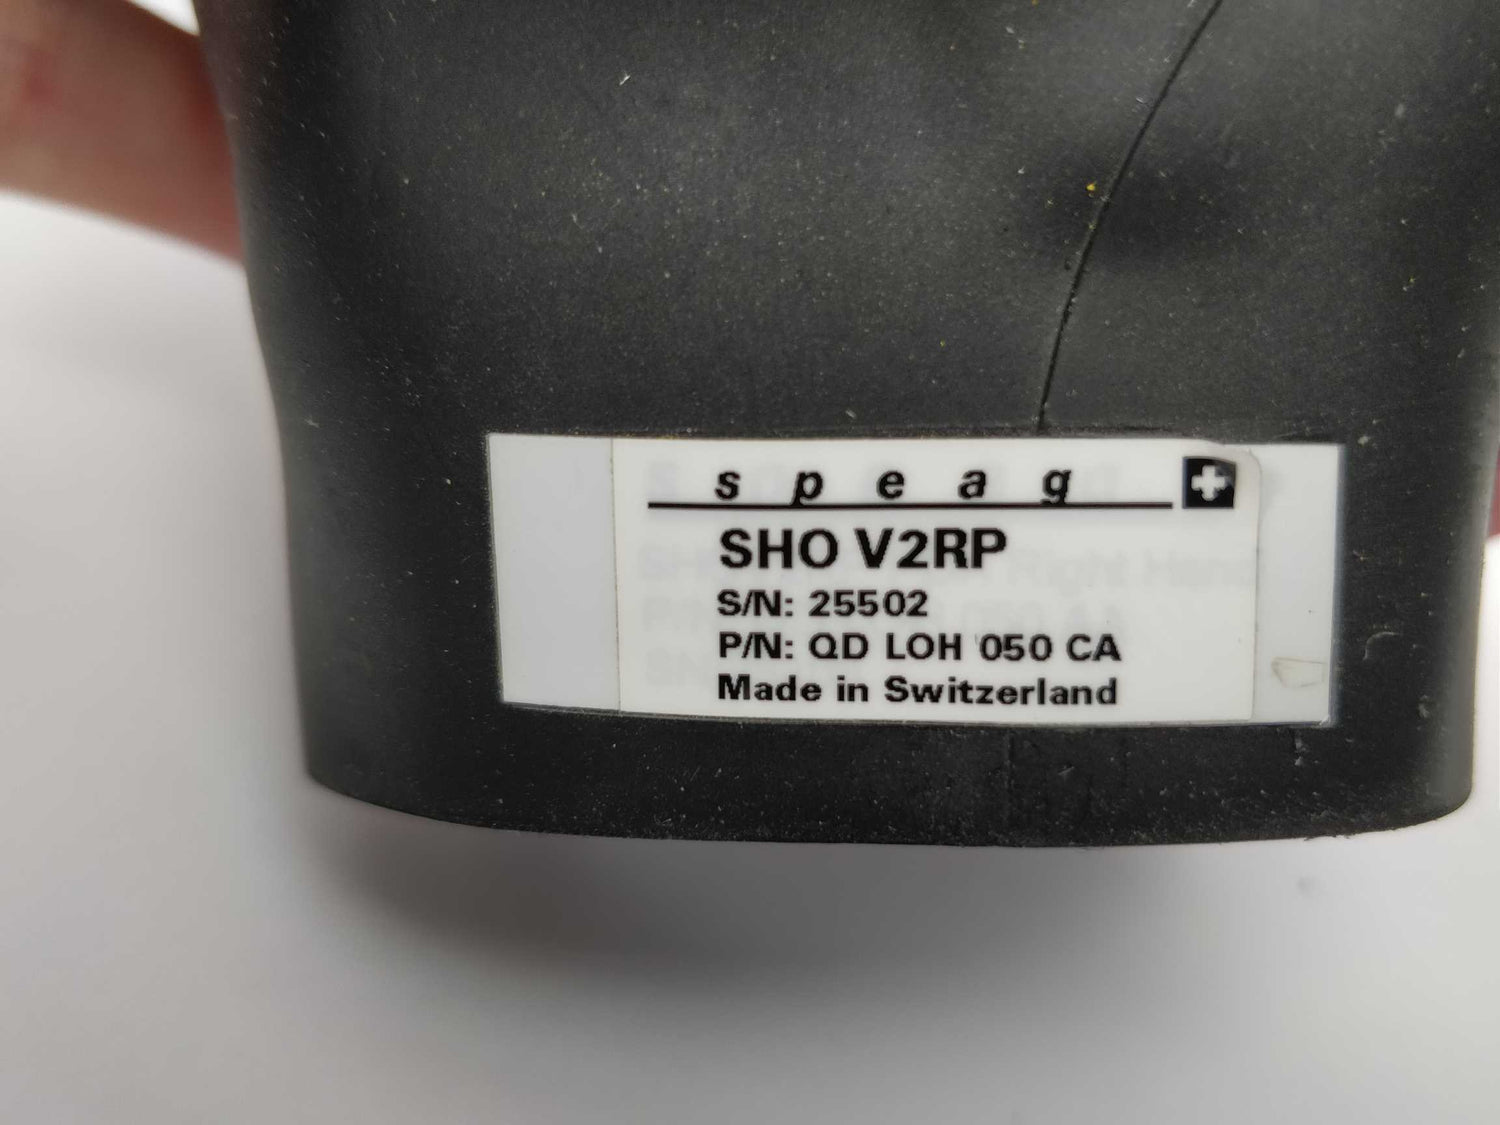 speag
SHO V2RP
S/N: 25502
P/N: QD LOH 050 CA
Made in Switzerland